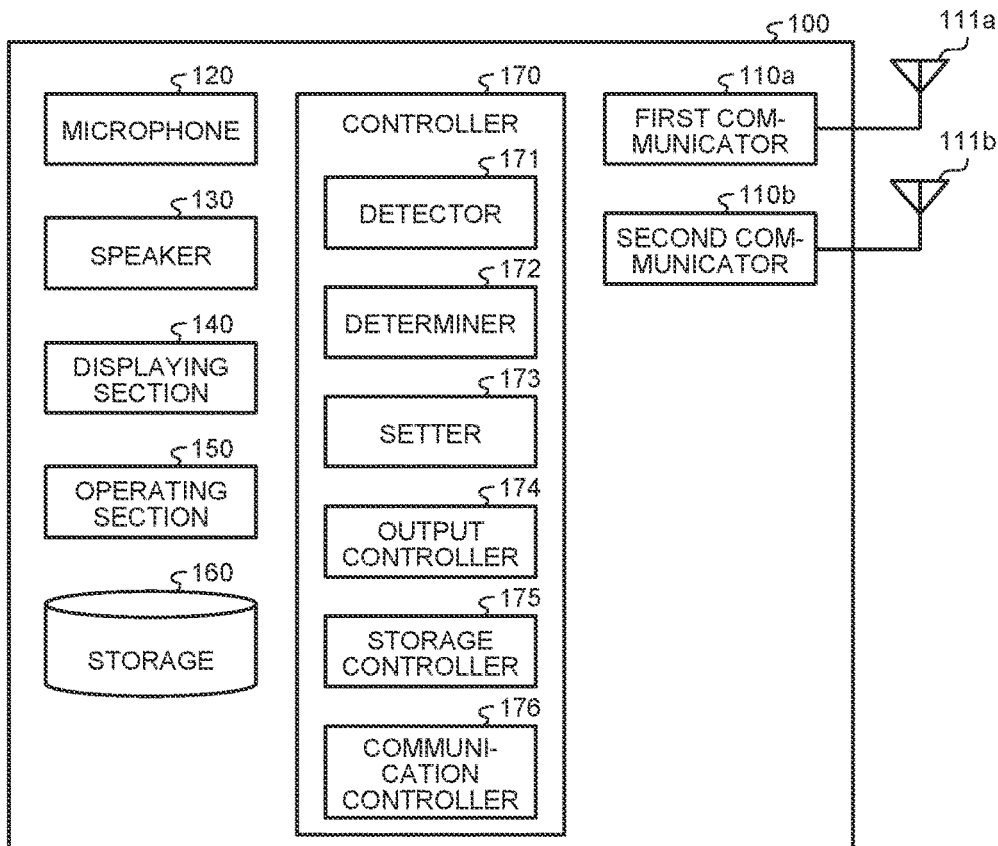 100
111a
120
MICROPHONE
130
SPEAKER
140
DISPLAYING
SECTION
150
OPERATING
SECTION
160
STORAGE
170
CONTROLLER
171
DETECTOR
172
DETERMINER
173
SETTER
174
OUTPUT
CONTROLLER
175
STORAGE
CONTROLLER
176
COMMUNI-
CATION
CONTROLLER
110a
FIRST COM-
MUNICATOR
111b
110b
SECOND COM-
MUNICATOR